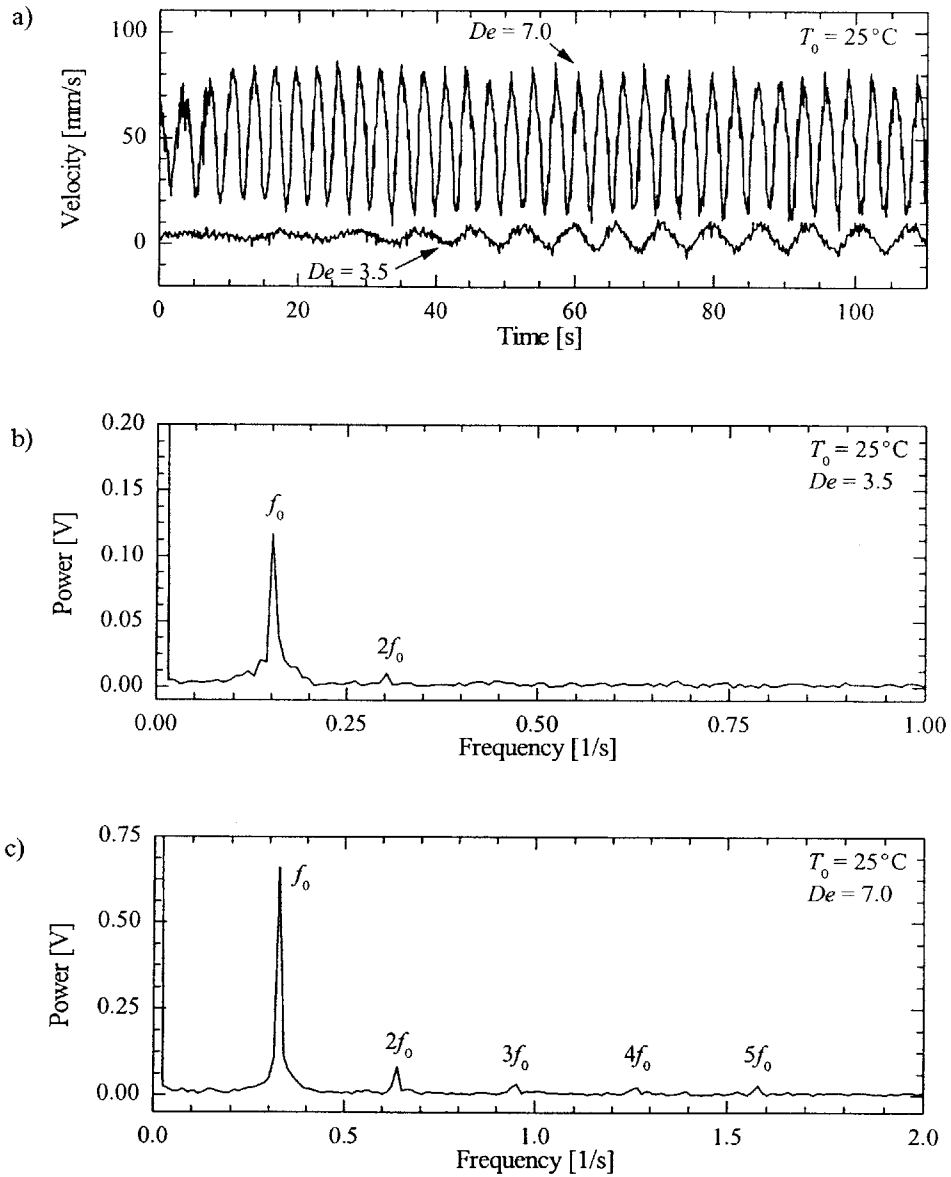 a)
100
50
0
Velocity [mm/s]
De = 7.0
T0 = 25°C
De = 3.5
0 20 40 60 80 100
Time [s]
b)
0.20
0.15
0.10
0.05
0.00
Power [V]
T0 = 25°C
De = 3.5
f0
2f0
0.00 0.25 0.50 0.75 1.00
Frequency [1/s]
c)
0.75
0.50
0.25
0.00
Power [V]
T0 = 25°C
De = 7.0
f0
2f0 3f0 4f0 5f0
0.0 0.5 1.0 1.5 2.0
Frequency [1/s]